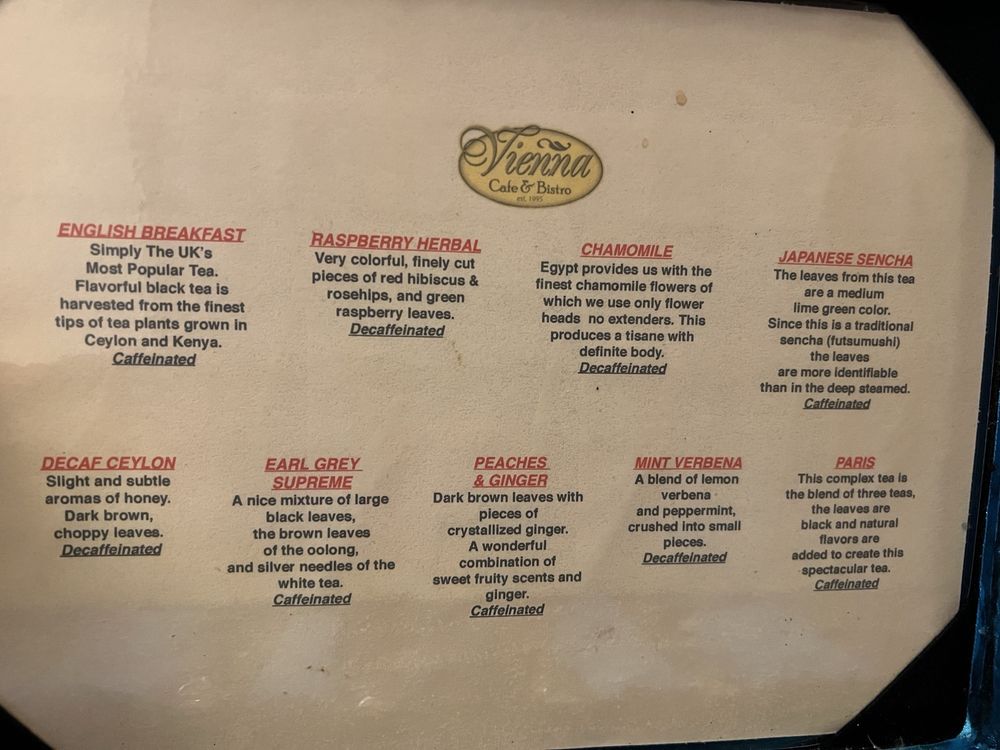 Vienna
Cafe & Bistro
est. 1995
ENGLISH BREAKFAST
Simply The UK's
Most Popular Tea.
Flavorful black tea is
harvested from the finest
tips of tea plants grown in
Ceylon and Kenya.
Caffeinated
RASPBERRY HERBAL
Very colorful, finely cut
pieces of red hibiscus &
rosehips, and green
raspberry leaves.
Decaffeinated
CHAMOMILE
Egypt provides us with the
finest chamomile flowers of
which we use only flower
heads no extenders. This
produces a tisane with
definite body.
Decaffeinated
JAPANESE SENCHA
The leaves from this tea
are a medium
lime green color.
Since this is a traditional
sencha (futsumushi)
the leaves
are more identifiable
than in the deep steamed.
Caffeinated
DECAF CEYLON
Slight and subtle
aromas of honey.
Dark brown,
choppy leaves.
Decaffeinated
EARL GREY
SUPREME
A nice mixture of large
black leaves,
the brown leaves
of the oolong,
and silver needles of the
white tea.
Caffeinated
PEACHES
& GINGER
Dark brown leaves with
pieces of
crystallized ginger.
A wonderful
combination of
sweet fruity scents and
ginger.
Caffeinated
MINT VERBENA
A blend of lemon
verbena
and peppermint,
crushed into small
pieces.
Decaffeinated
PARIS
This complex tea is
the blend of three teas,
the leaves are
black and natural
flavors are
added to create this
spectacular tea.
Caffeinated